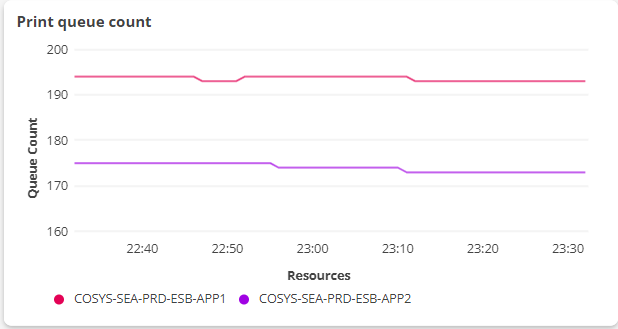 Print queue count
200
190
180
170
160
Queue Count
22:40 22:50 23:00 23:10 23:20 23:30
Resources
COSYS-SEA-PRD-ESB-APP1 COSYS-SEA-PRD-ESB-APP2